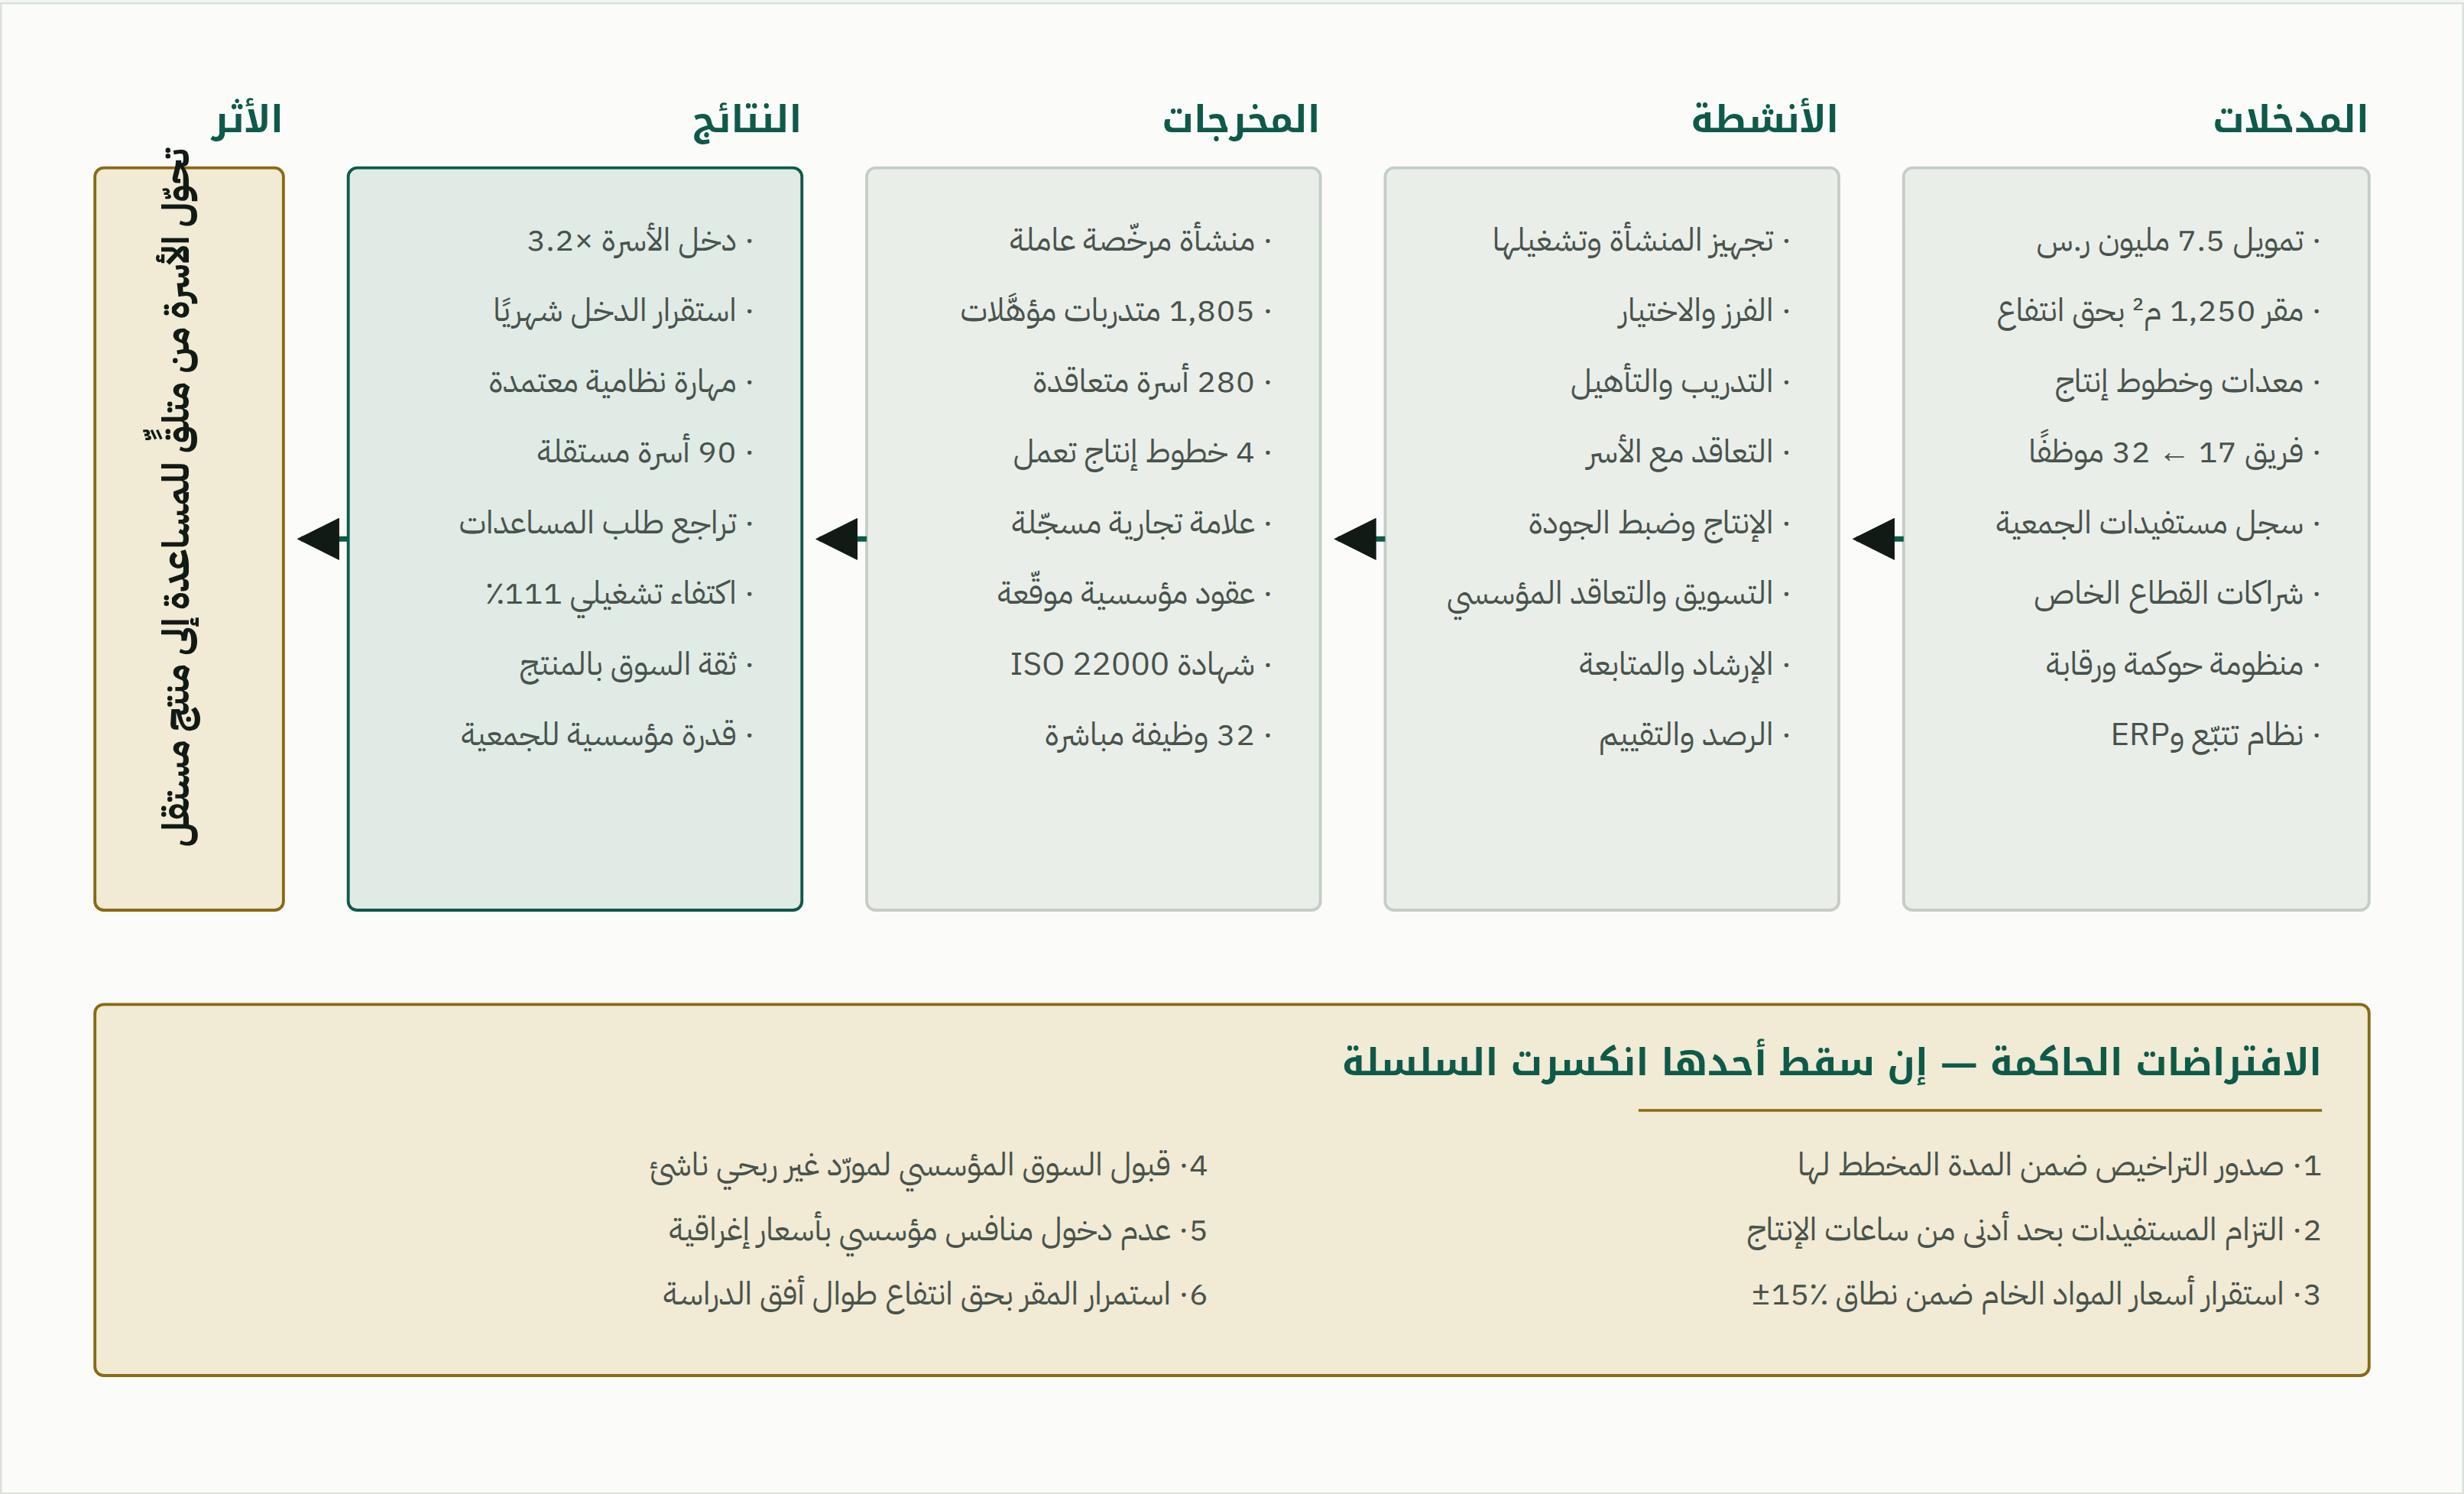 المدخلات
· تمويل 7.5 مليون ر.س
· مقر 1,250 م² بحق انتفاع
· معدات وخطوط إنتاج
· فريق 17 ← 32 موظفًا
· سجل مستفيدات الجمعية
· شراكات القطاع الخاص
· منظومة حوكمة ورقابة
· نظام تتبّع وERP
الأنشطة
· تجهيز المنشأة وتشغيلها
· الفرز والاختيار
· التدريب والتأهيل
· التعاقد مع الأسر
· الإنتاج وضبط الجودة
· التسويق والتعاقد المؤسسي
· الإرشاد والمتابعة
· الرصد والتقييم
المخرجات
· منشأة مرخّصة عاملة
· 1,805 متدربات مؤهَّلات
· 280 أسرة متعاقدة
· 4 خطوط إنتاج تعمل
· علامة تجارية مسجّلة
· عقود مؤسسية موقّعة
· شهادة ISO 22000
· 32 وظيفة مباشرة
النتائج
· دخل الأسرة ×3.2
· استقرار الدخل شهريًا
· مهارة نظامية معتمدة
· 90 أسرة مستقلة
· تراجع طلب المساعدات
· اكتفاء تشغيلي 111٪
· ثقة السوق بالمنتج
· قدرة مؤسسية للجمعية
الأثر
تحوّل الأسرة من متلقٍّ للمساعدة إلى منتج مستقل
الافتراضات الحاكمة — إن سقط أحدها انكسرت السلسلة
1· صدور التراخيص ضمن المدة المخطط لها
2· التزام المستفيدات بحد أدنى من ساعات الإنتاج
3· استقرار أسعار المواد الخام ضمن نطاق ±15٪
4· قبول السوق المؤسسي لمورّد غير ربحي ناشئ
5· عدم دخول منافس مؤسسي بأسعار إغراقية
6· استمرار المقر بحق انتفاع طوال أفق الدراسة